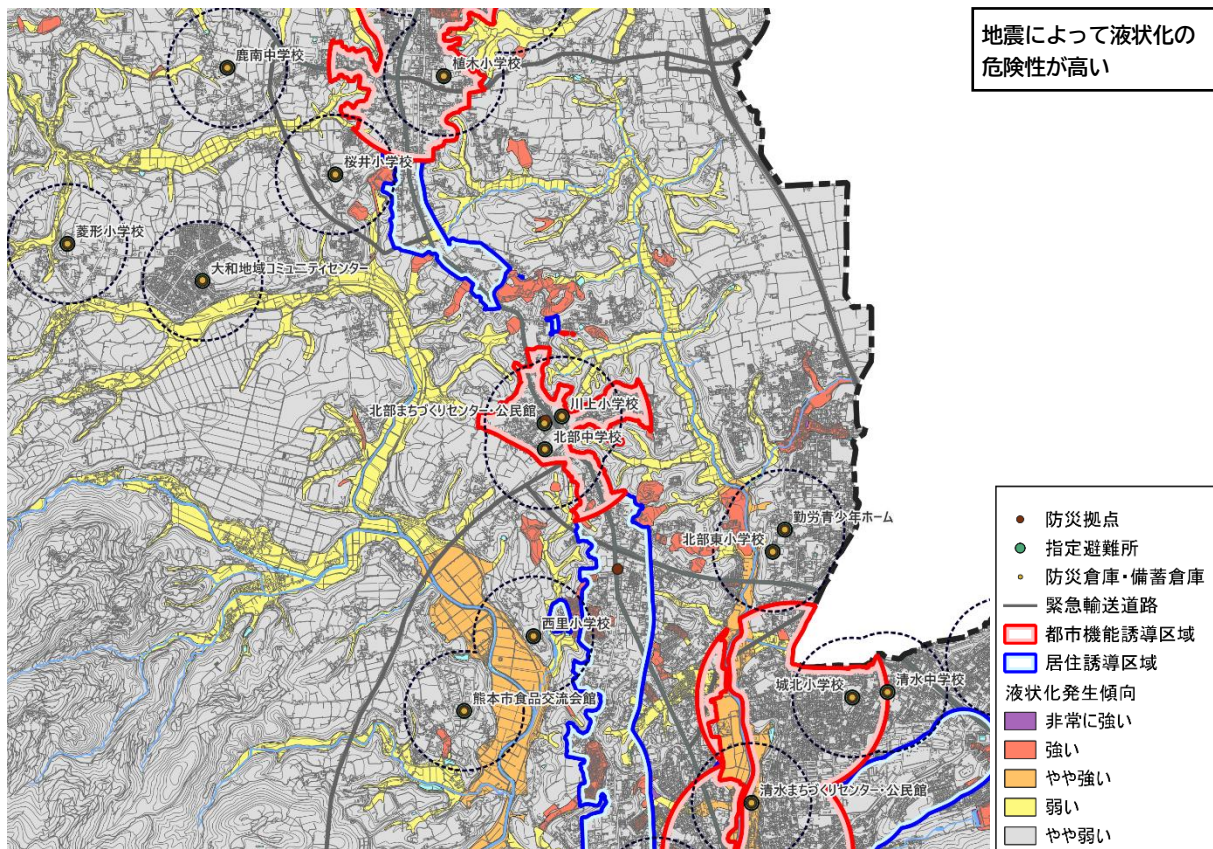 地震によって液状化の
危険性が高い
鹿南中学校
植木小学校
桜井小学校
菱形小学校
大和地域コミュニティセンター
北部まちづくりセンター・公民館
川上小学校
北部中学校
勤労青少年ホーム
北部東小学校
西里小学校
熊本市食品交流会館
城北小学校
清水中学校
清水まちづくりセンター・公民館
防災拠点
指定避難所
防災倉庫・備蓄倉庫
緊急輸送道路
都市機能誘導区域
居住誘導区域
液状化発生傾向
非常に強い
強い
やや強い
弱い
やや弱い